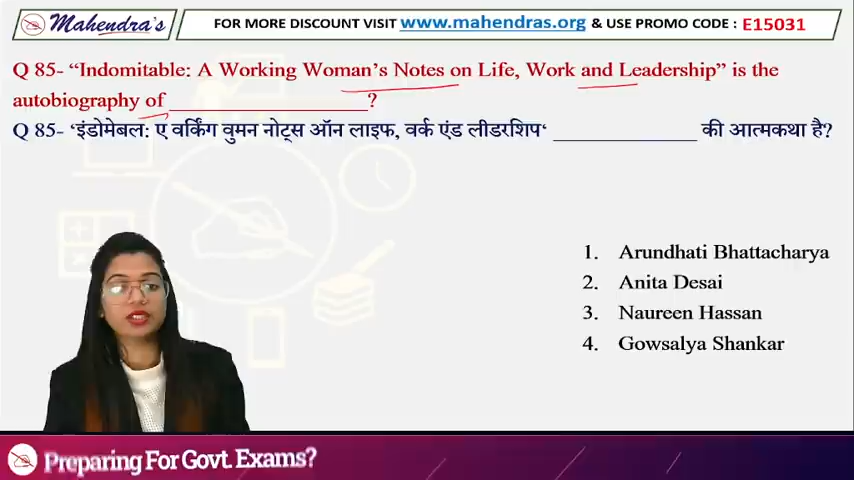 Mahendra's
FOR MORE DISCOUNT VISIT www.mahendras.org & USE PROMO CODE : E15031
Q 85- “Indomitable: A Working Woman’s Notes on Life, Work and Leadership” is the
autobiography of ____________________?
Q 85- ‘इंडोमेबल: ए वर्किंग वुमन नोट्स ऑन लाइफ, वर्क एंड लीडरशिप‘ ______________ की आत्मकथा है?
1. Arundhati Bhattacharya
2. Anita Desai
3. Naureen Hassan
4. Gowsalya Shankar
Preparing For Govt. Exams?